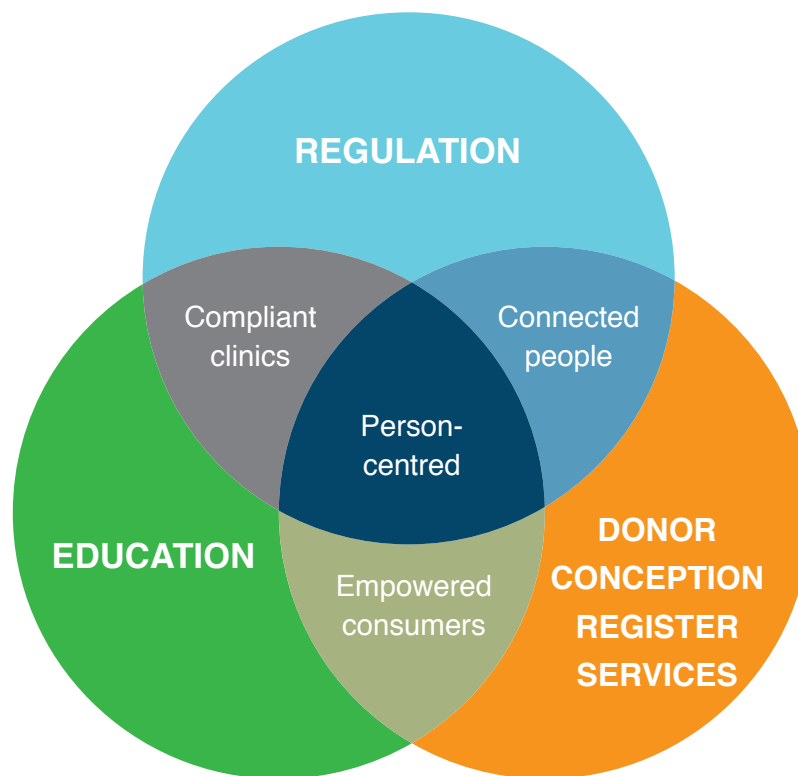 REGULATION
Compliant
clinics
Connected
people
Person-
centred
EDUCATION
DONOR
CONCEPTION
REGISTER
SERVICES
Empowered
consumers